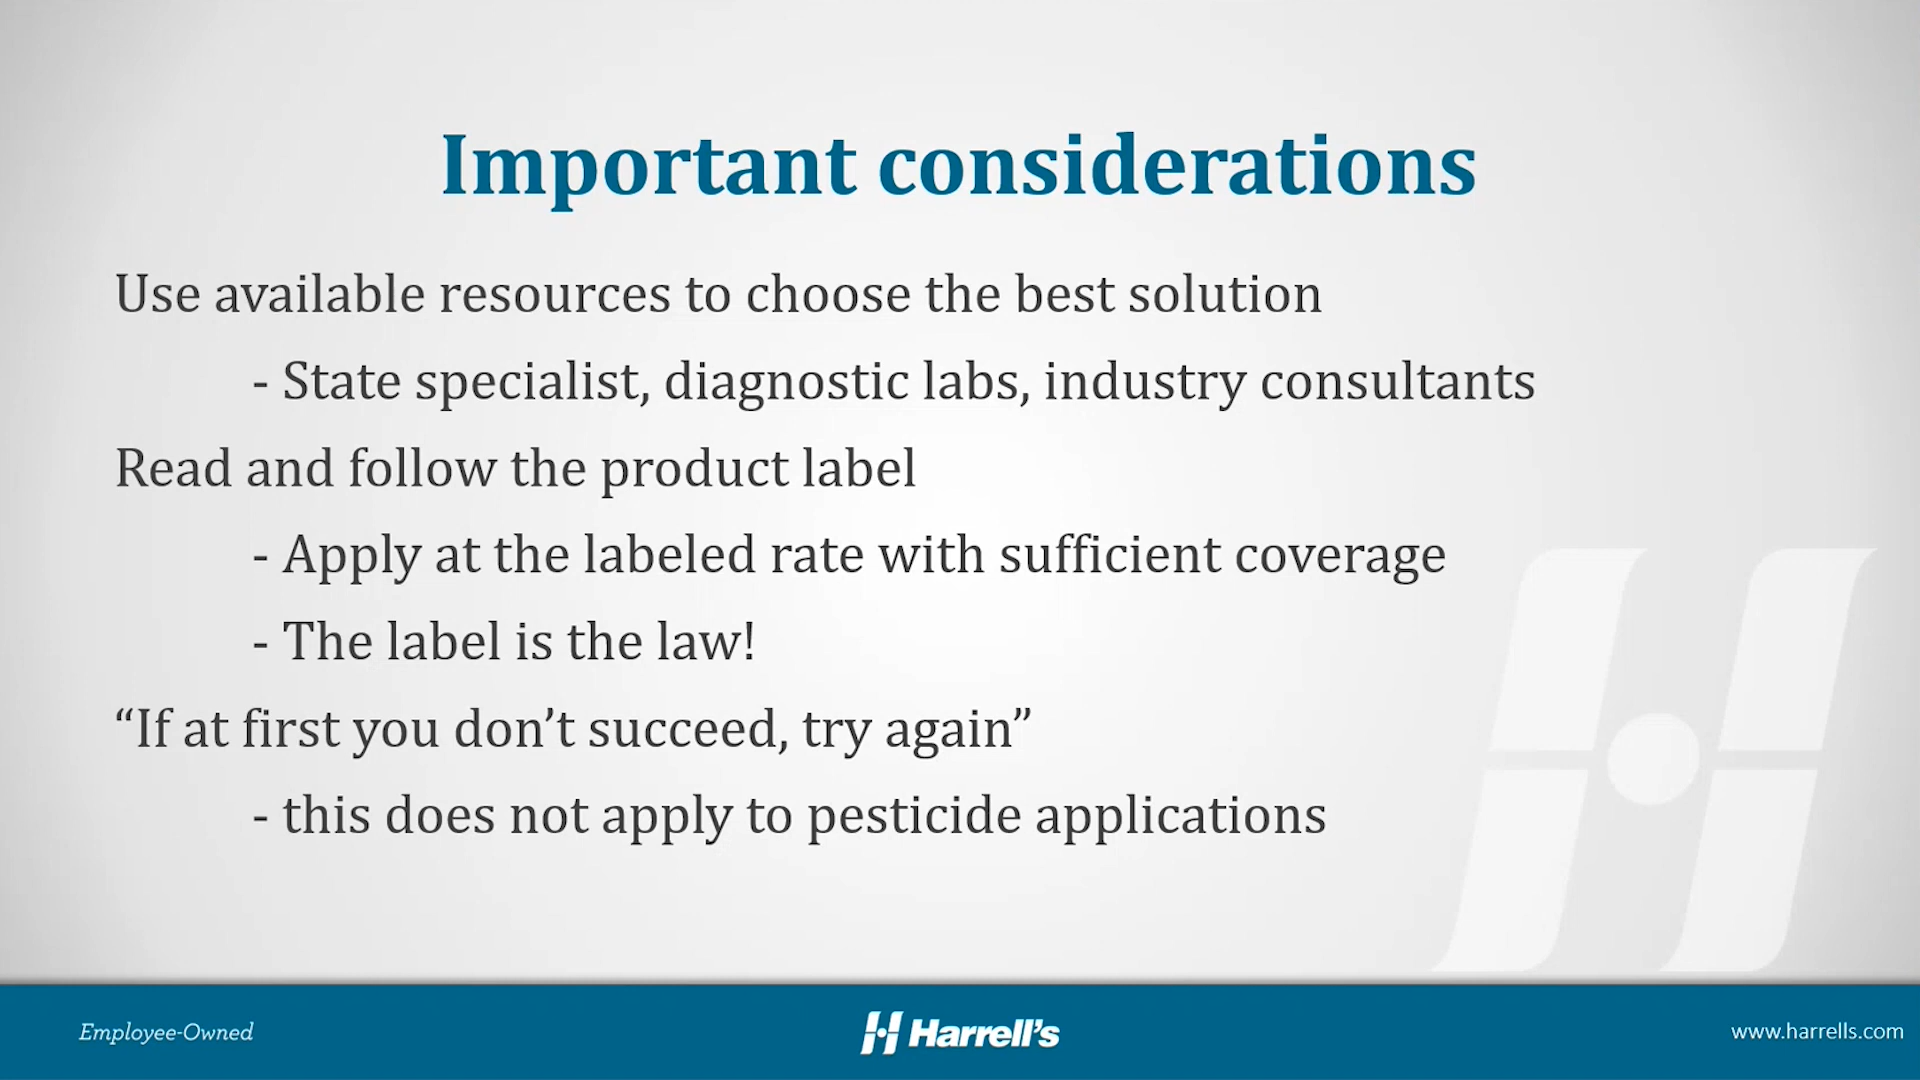 Important considerations
Use available resources to choose the best solution
- State specialist, diagnostic labs, industry consultants
Read and follow the product label
- Apply at the labeled rate with sufficient coverage
- The label is the law!
“If at first you don’t succeed, try again”
- this does not apply to pesticide applications
Employee-Owned
Harrell’s
www.harrells.com